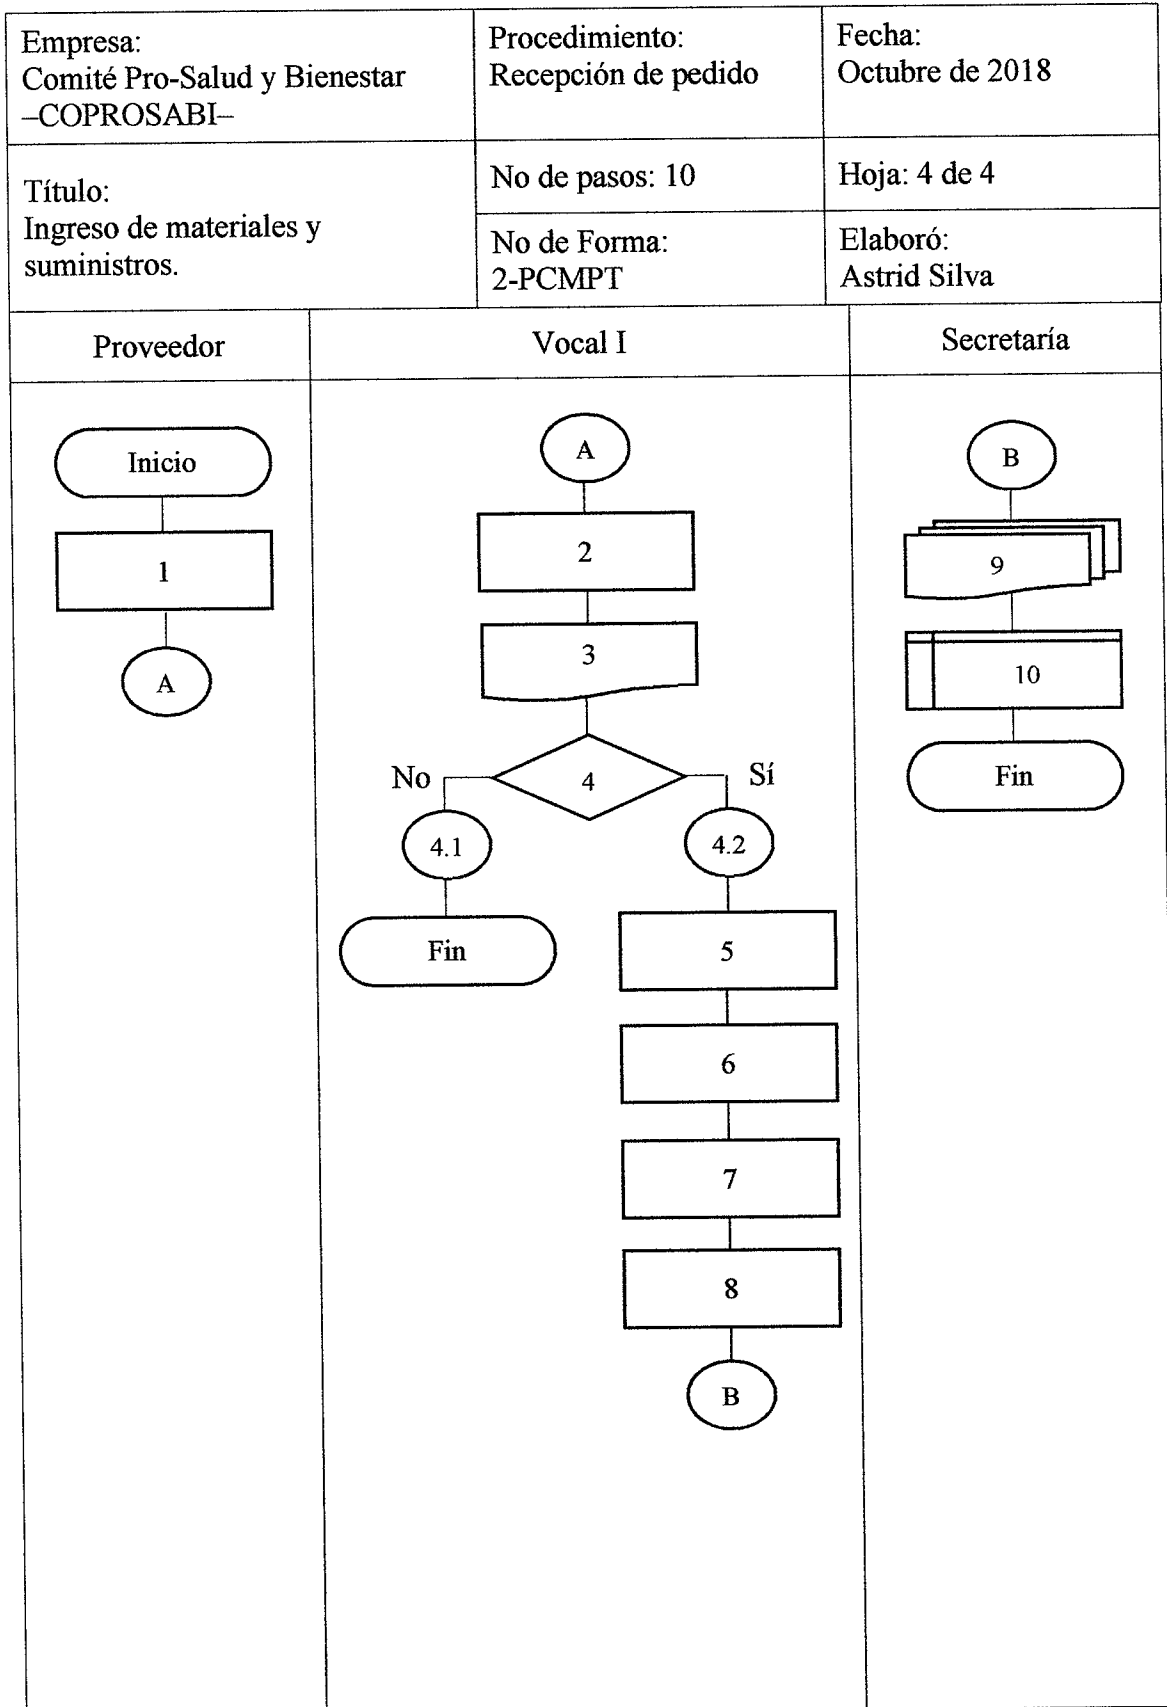 Empresa:
Comité Pro-Salud y Bienestar
–COPROSABI–
Procedimiento:
Recepción de pedido
Fecha:
Octubre de 2018
Título:
Ingreso de materiales y
suministros.
No de pasos: 10
Hoja: 4 de 4
No de Forma:
2-PCMPT
Elaboró:
Astrid Silva
Proveedor
Vocal I
Secretaría
Inicio
1
A
A
2
3
4
No
Sí
4.1
4.2
Fin
5
6
7
8
B
B
9
10
Fin